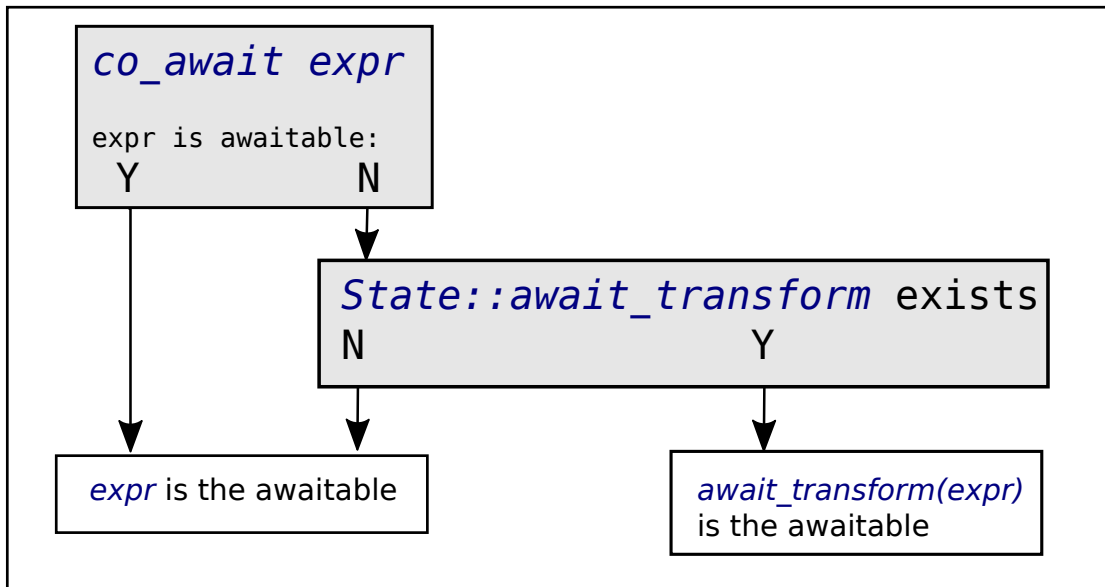 co_await expr
expr is awaitable:
Y N
State::await_transform exists
N Y
expr is the awaitable
await_transform(expr)
is the awaitable